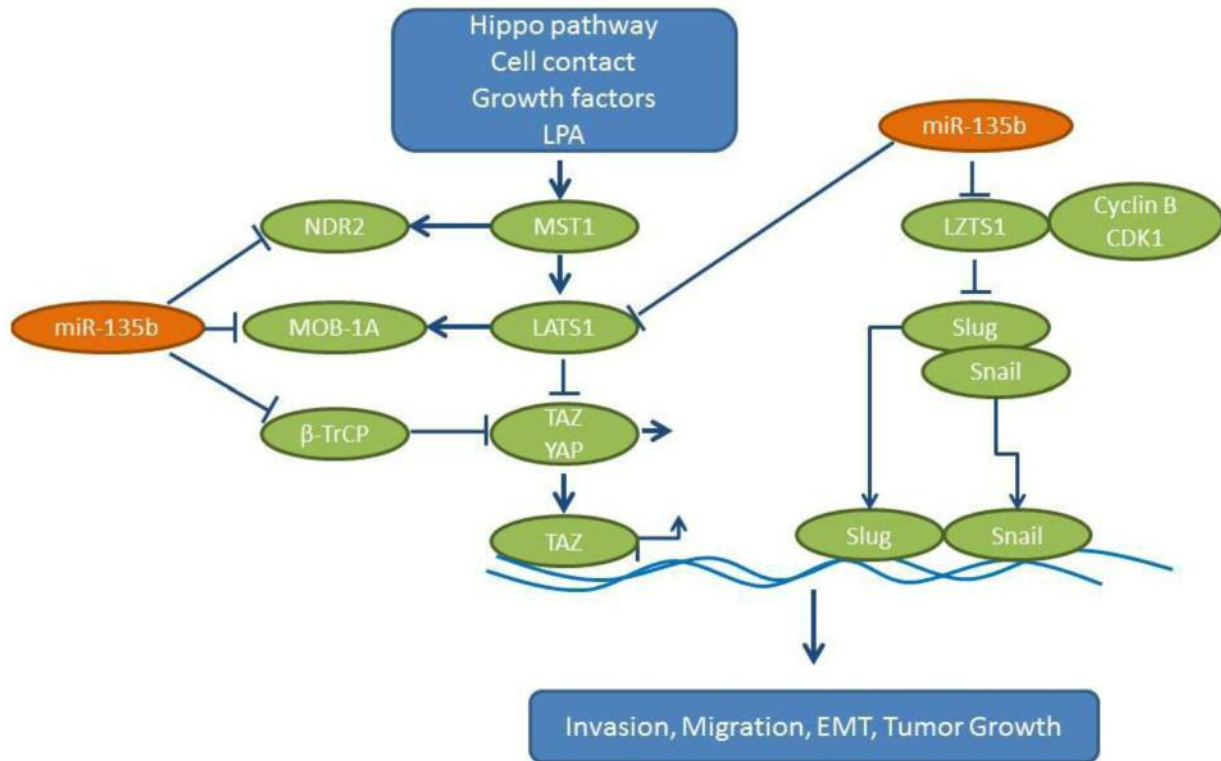 Hippo pathway
Cell contact
Growth factors
LPA
miR-135b
NDR2
MST1
LZTS1
Cyclin B
CDK1
miR-135b
MOB-1A
LATS1
Slug
Snail
β-TrCP
TAZ
YAP
TAZ
Slug
Snail
Invasion, Migration, EMT, Tumor Growth